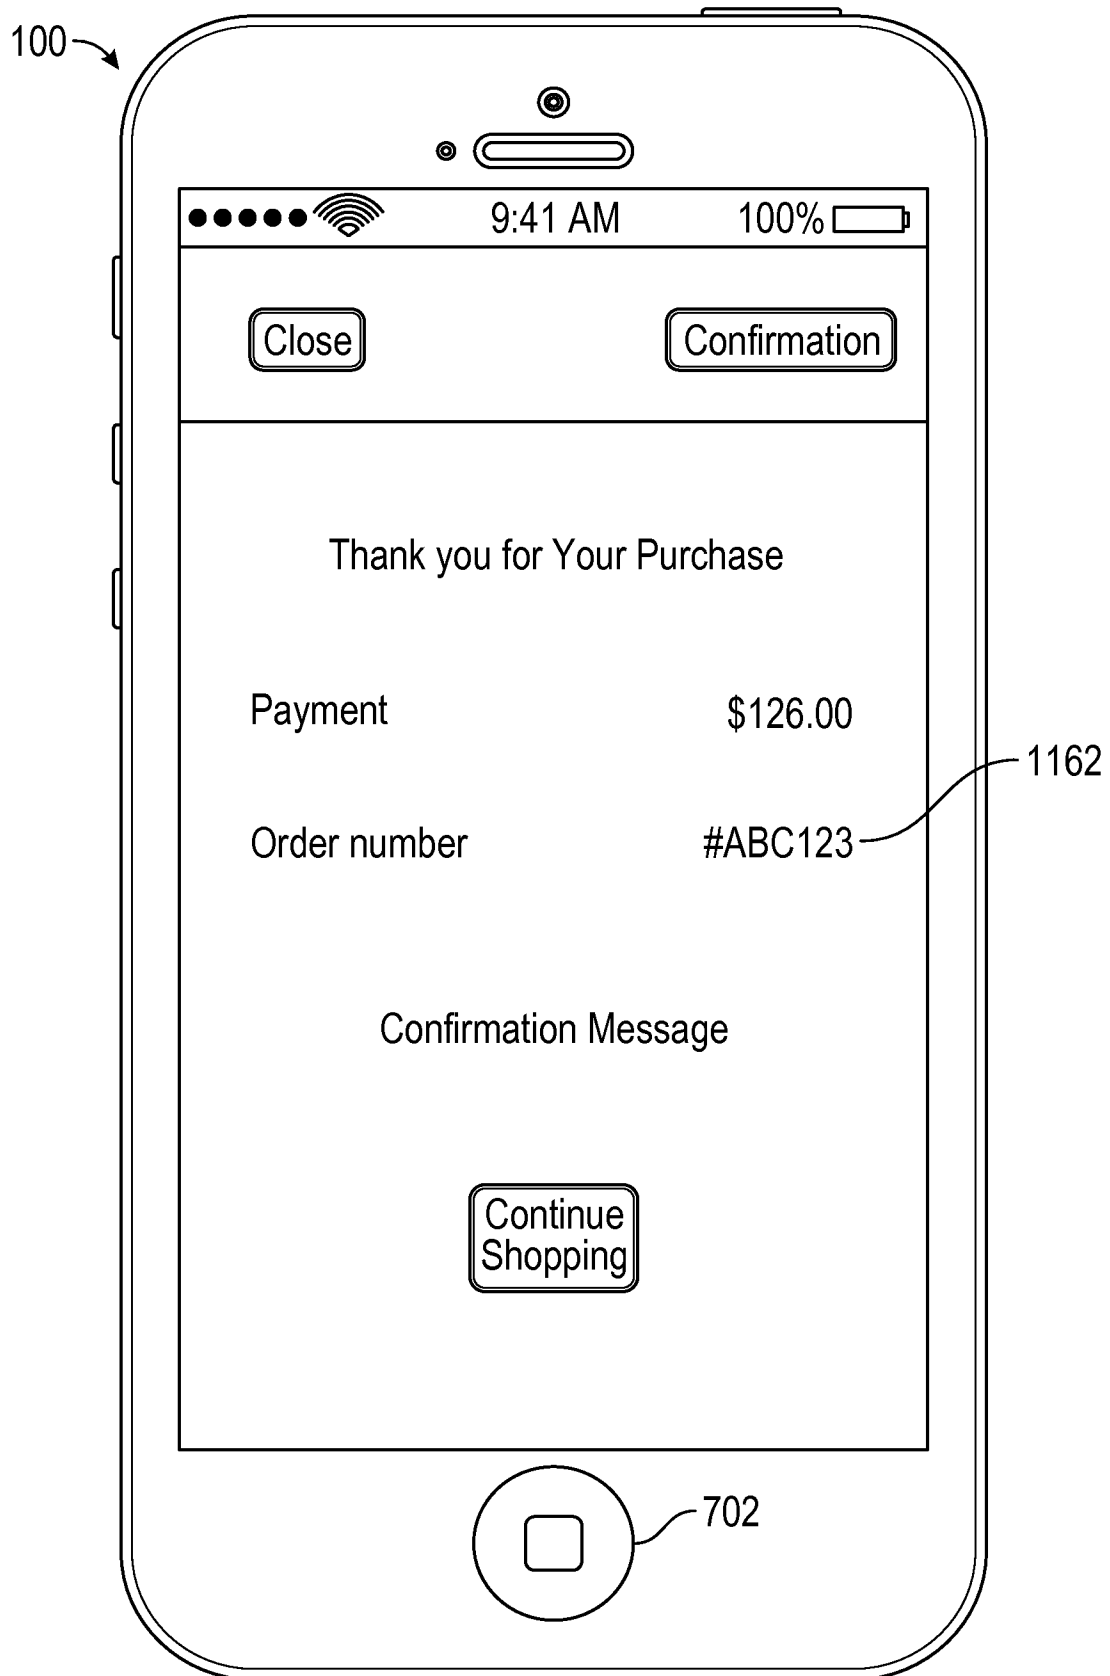 100
9:41 AM 100%
Close Confirmation
Thank you for Your Purchase
Payment $126.00
1162
Order number #ABC123
Confirmation Message
Continue
Shopping
702